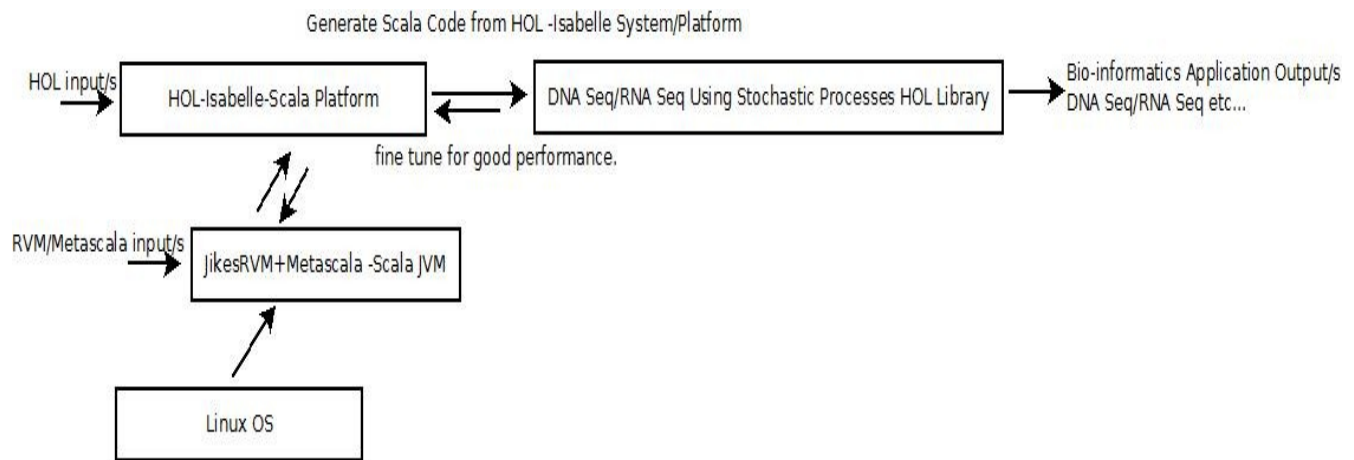 Generate Scala Code from HOL -Isabelle System/Platform
HOL input/s
HOL-Isabelle-Scala Platform
DNA Seq/RNA Seq Using Stochastic Processes HOL Library
Bio-informatics Application Output/s
DNA Seq/RNA Seq etc...
fine tune for good performance.
RVM/Metascala input/s
JikesRVM+Metascala -Scala JVM
Linux OS